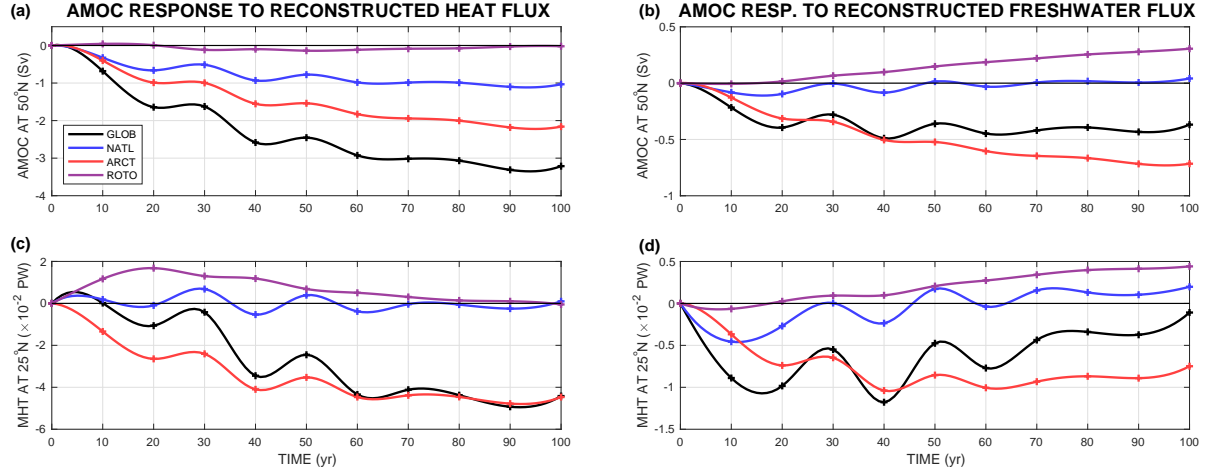 AMOC RESPONSE TO RECONSTRUCTED HEAT FLUX
(a)
0
-1
-2
-3
-4
AMOC AT 50°N (Sv)
GLOB
NATL
ARCT
ROTO
0 10 20 30 40 50 60 70 80 90 100
AMOC RESP. TO RECONSTRUCTED FRESHWATER FLUX
(b)
0.5
0
-0.5
-1
AMOC AT 50°N (Sv)
0 10 20 30 40 50 60 70 80 90 100
(c)
2
0
-2
-4
-6
MHT AT 25°N (× 10⁻² PW)
0 10 20 30 40 50 60 70 80 90 100
TIME (yr)
(d)
0.5
0
-0.5
-1
-1.5
MHT AT 25°N (× 10⁻² PW)
0 10 20 30 40 50 60 70 80 90 100
TIME (yr)